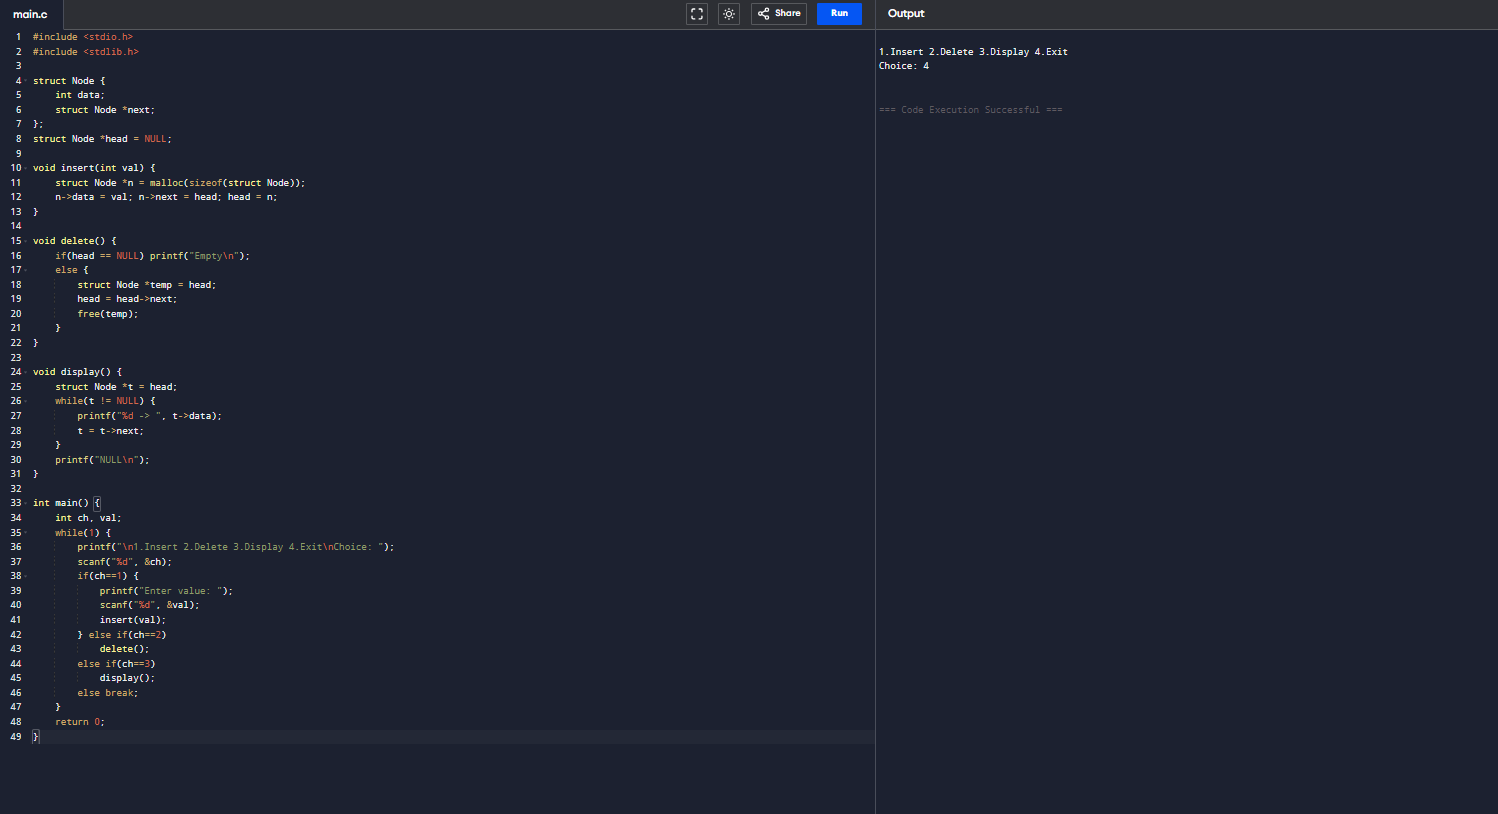 main.c
Share
Run
Output
1 #include <stdio.h>
2 #include <stdlib.h>
3
4 struct Node {
5     int data;
6     struct Node *next;
7 };
8 struct Node *head = NULL;
9
10 void insert(int val) {
11     struct Node *n = malloc(sizeof(struct Node));
12     n->data = val; n->next = head; head = n;
13 }
14
15 void delete() {
16     if(head == NULL) printf("Empty\n");
17     else {
18         struct Node *temp = head;
19         head = head->next;
20         free(temp);
21     }
22 }
23
24 void display() {
25     struct Node *t = head;
26     while(t != NULL) {
27         printf("%d -> ", t->data);
28         t = t->next;
29     }
30     printf("NULL\n");
31 }
32
33 int main() {
34     int ch, val;
35     while(1) {
36         printf("\n1.Insert 2.Delete 3.Display 4.Exit\nChoice: ");
37         scanf("%d", &ch);
38         if(ch==1) {
39             printf("Enter value: ");
40             scanf("%d", &val);
41             insert(val);
42         } else if(ch==2)
43             delete();
44         else if(ch==3)
45             display();
46         else break;
47     }
48     return 0;
49 }
1.Insert 2.Delete 3.Display 4.Exit
Choice: 4
=== Code Execution Successful ===